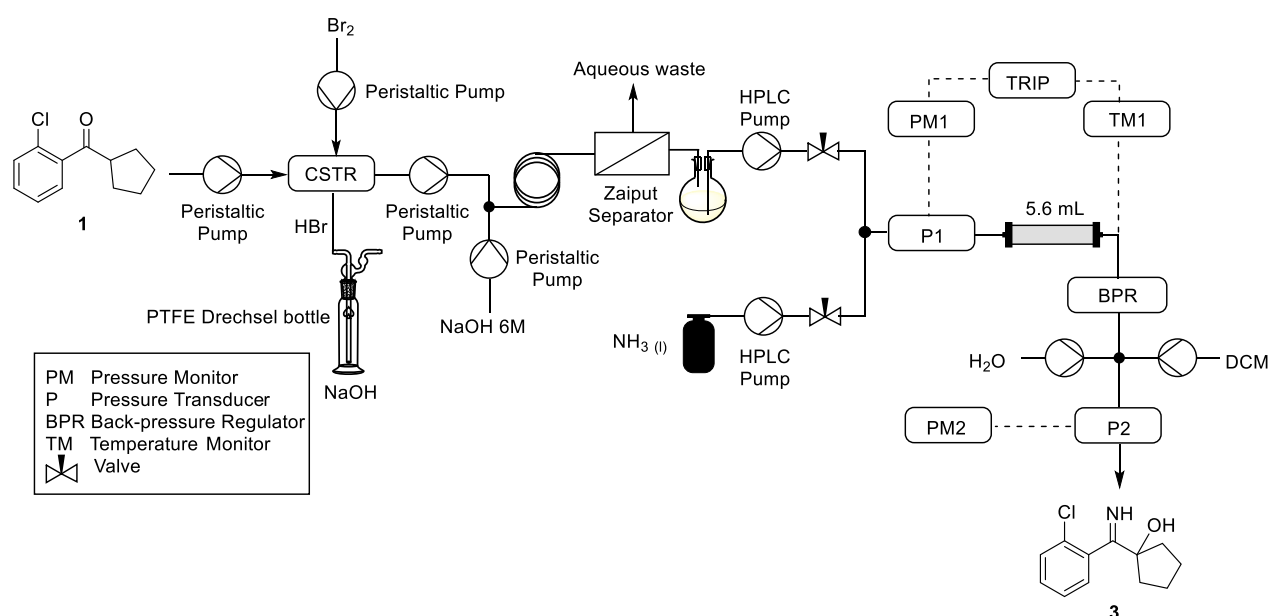 Br2
Peristaltic Pump
Cl
O
1
Peristaltic
Pump
CSTR
HBr
PTFE Drechsel bottle
NaOH
Peristaltic
Pump
Peristaltic
Pump
NaOH 6M
Aqueous waste
Zaiput
Separator
HPLC
Pump
NH3 (l)
HPLC
Pump
TRIP
PM1
TM1
P1
5.6 mL
BPR
H2O
DCM
PM2
P2
Cl
NH
OH
3
PM Pressure Monitor
P Pressure Transducer
BPR Back-pressure Regulator
TM Temperature Monitor
Valve